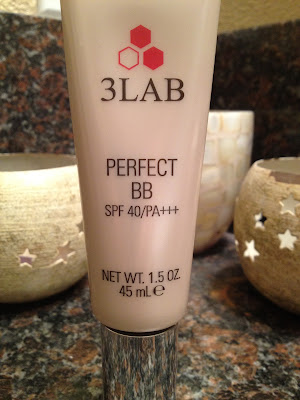 3LAB
PERFECT
BB
SPF 40/PA+++
NET WT. 1.5 OZ.
45 mL℮